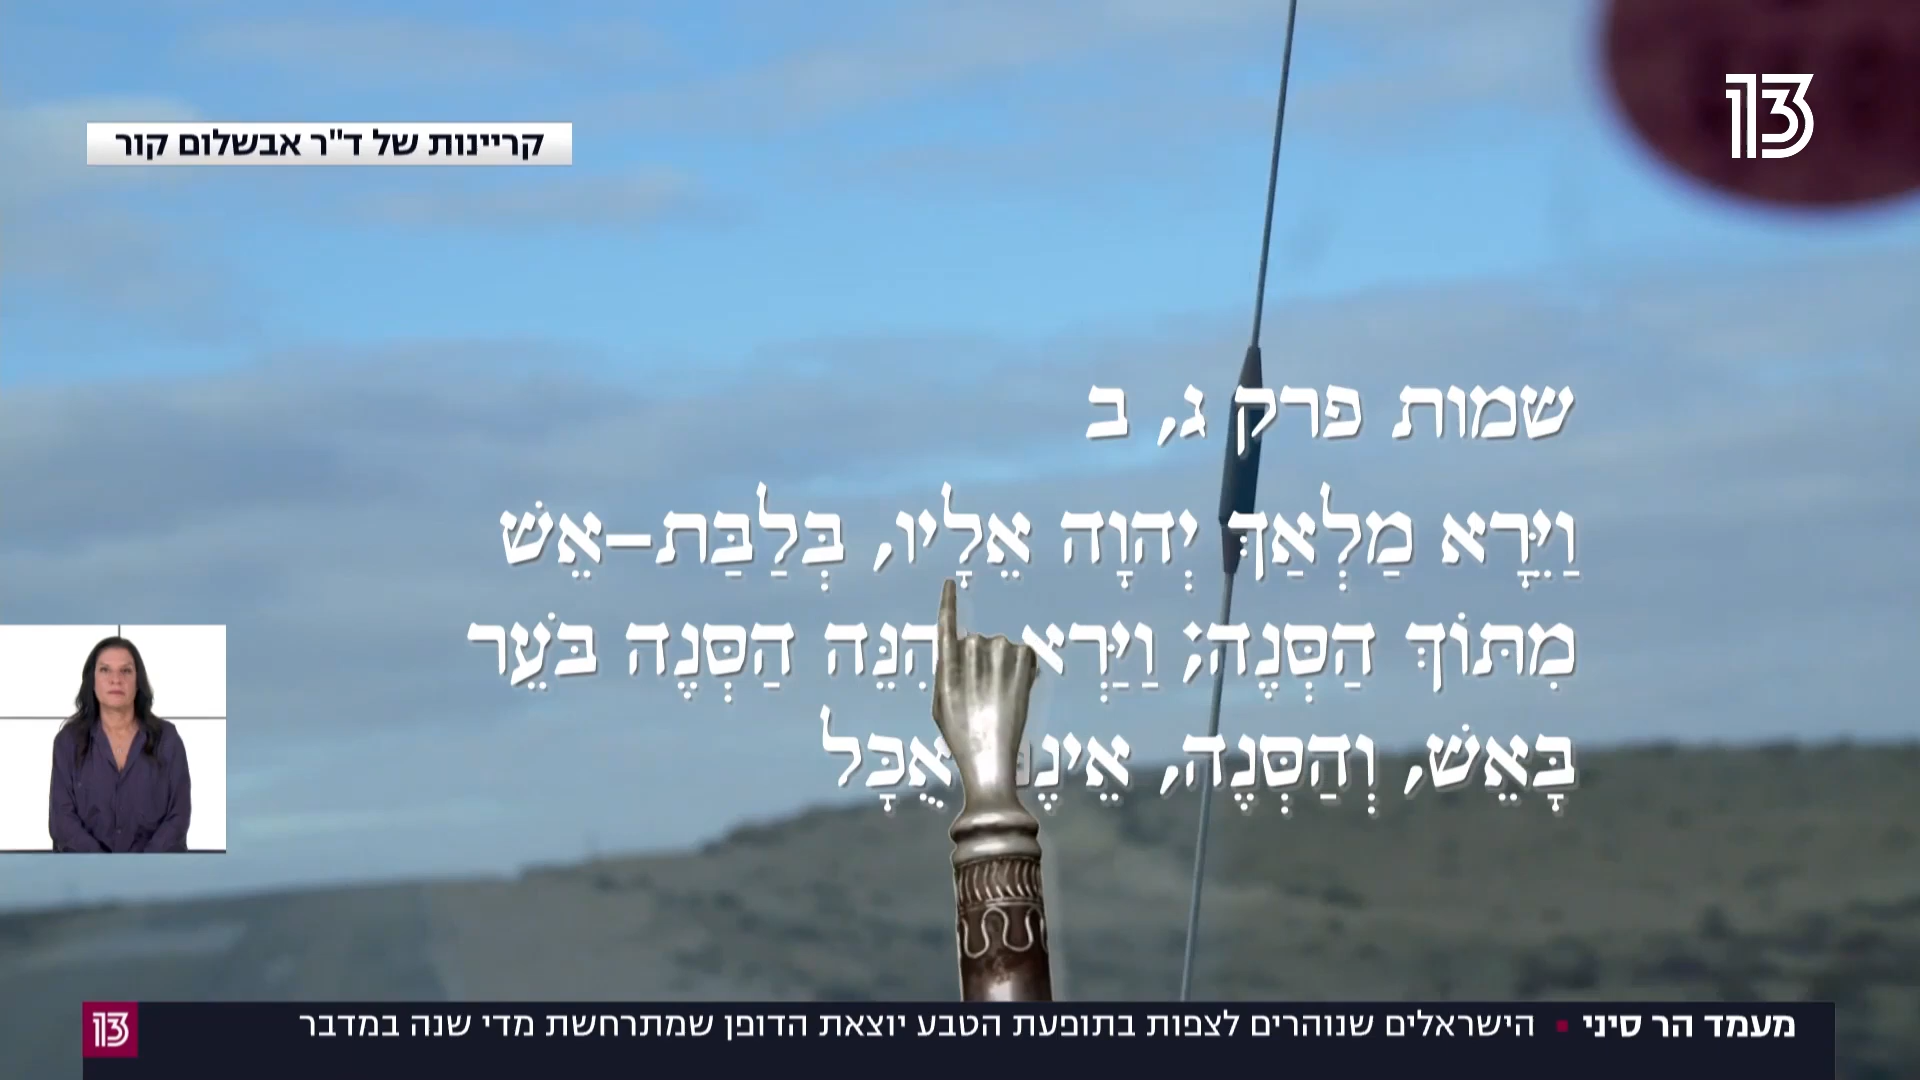 13
קריינות של ד"ר אבשלום קור
שמות פרק ג, ב
וַיֵּרָא מַלְאַךְ יְהוָה אֵלָיו, בְּלַבַּת-אֵשׁ
מִתּוֹךְ הַסְּנֶה; וַיַּרְא הִנֵּה הַסְּנֶה בֹּעֵר
בָּאֵשׁ, וְהַסְּנֶה, אֻכָּל
מעמד הר סיני ▪ הישראלים שנוהרים לצפות בתופעת הטבע יוצאת הדופן שמתרחשת מדי שנה במדבר
13